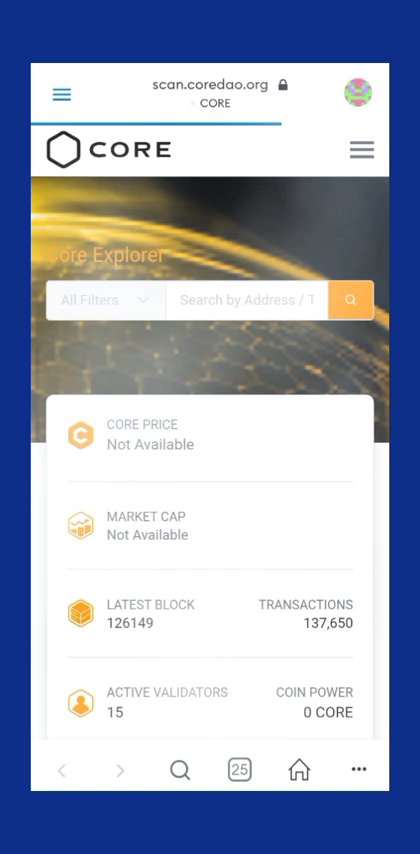 scan.coredao.org
CORE
CORE
Core Explorer
All Filters
Search by Address / T
CORE PRICE
Not Available
MARKET CAP
Not Available
LATEST BLOCK TRANSACTIONS
126149 137,650
ACTIVE VALIDATORS COIN POWER
15 0 CORE
25